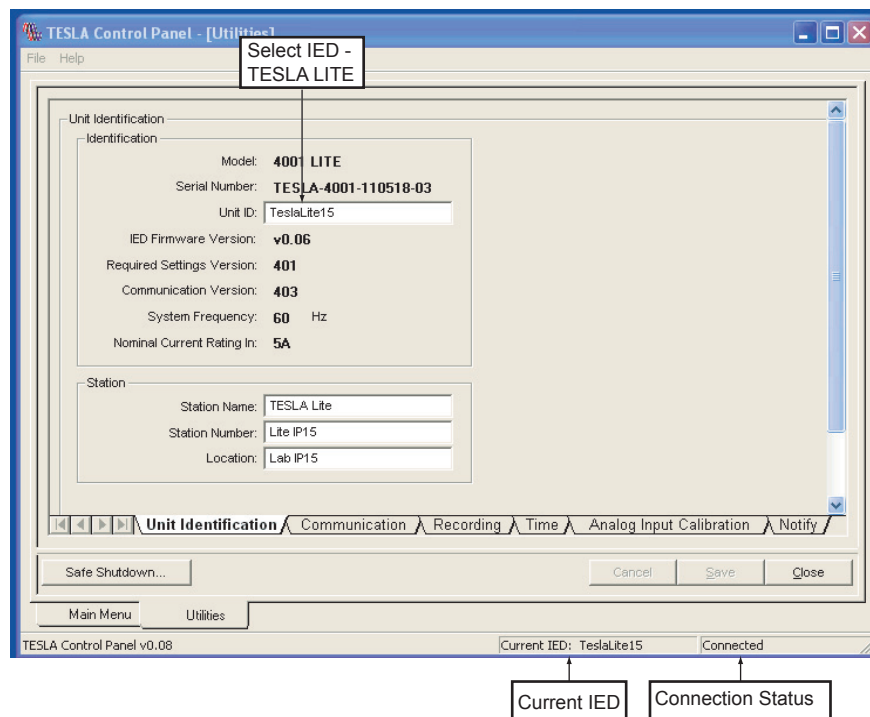 TESLA Control Panel - [Utilities]
Select IED -
TESLA LITE
File Help
Unit Identification
Identification
Model: 4001 LITE
Serial Number: TESLA-4001-110518-03
Unit ID: TeslaLite15
IED Firmware Version: v0.06
Required Settings Version: 401
Communication Version: 403
System Frequency: 60 Hz
Nominal Current Rating In: 5A
Station
Station Name: TESLA Lite
Station Number: Lite IP15
Location: Lab IP15
Unit Identification Communication Recording Time Analog Input Calibration Notify
Safe Shutdown... Cancel Save Close
Main Menu Utilities
TESLA Control Panel v0.08 Current IED: TeslaLite15 Connected
Current IED Connection Status